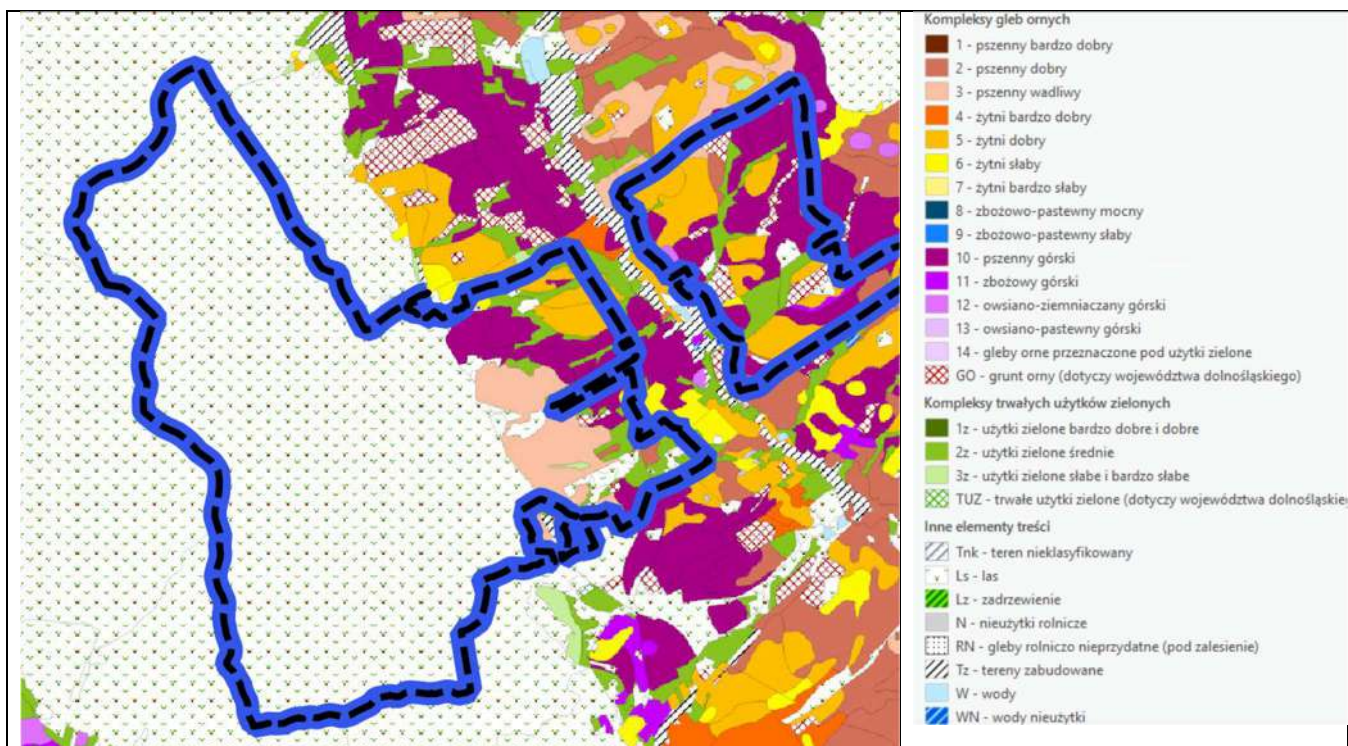 Kompleksy gleb ornych
1 - pszenny bardzo dobry
2 - pszenny dobry
3 - pszenny wadliwy
4 - żytni bardzo dobry
5 - żytni dobry
6 - żytni słaby
7 - żytni bardzo słaby
8 - zbożowo-pastewny mocny
9 - zbożowo-pastewny słaby
10 - pszenny górski
11 - zbożowy górski
12 - owsiano-ziemniaczany górski
13 - owsiano-pastewny górski
14 - gleby orne przeznaczone pod użytki zielone
GO - grunt orny (dotyczy województwa dolnośląskiego)
Kompleksy trwałych użytków zielonych
1z - użytki zielone bardzo dobre i dobre
2z - użytki zielone średnie
3z - użytki zielone słabe i bardzo słabe
TUZ - trwałe użytki zielone (dotyczy województwa dolnośląskieg
Inne elementy treści
Tnk - teren nieklasyfikowany
Ls - las
Lz - zadrzewienie
N - nieużytki rolnicze
RN - gleby rolniczo nieprzydatne (pod zalesienie)
Tz - tereny zabudowane
W - wody
WN - wody nieużytki